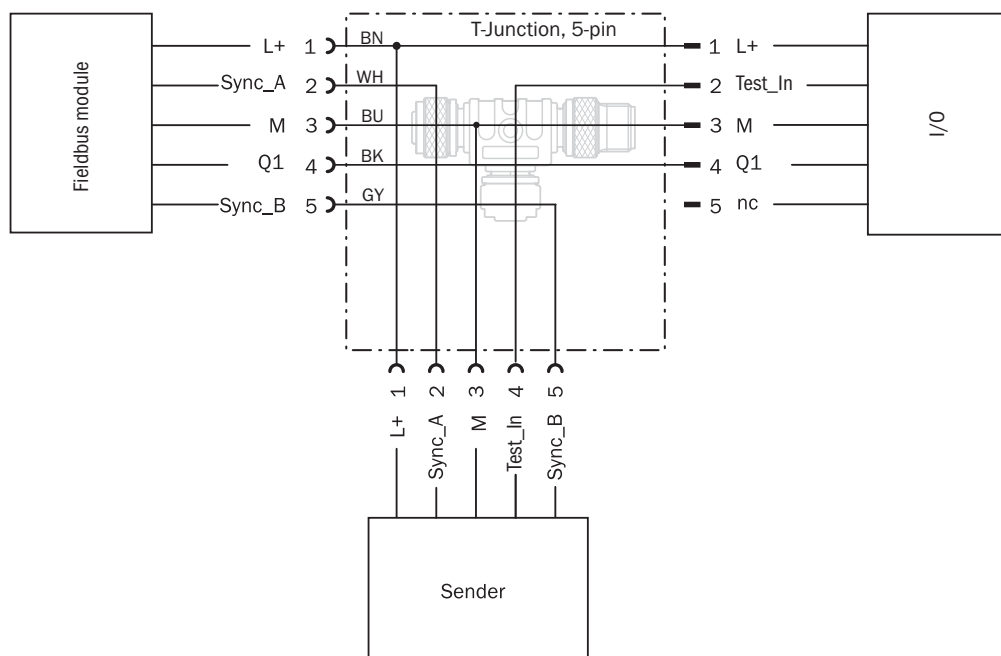 T-Junction, 5-pin
Fieldbus module
L+ 1 BN
Sync_A 2 WH
M 3 BU
Q1 4 BK
Sync_B 5 GY
1 L+
2 Test_In
3 M
4 Q1
5 nc
I/O
1 L+
2 Sync_A
3 M
4 Test_In
5 Sync_B
Sender